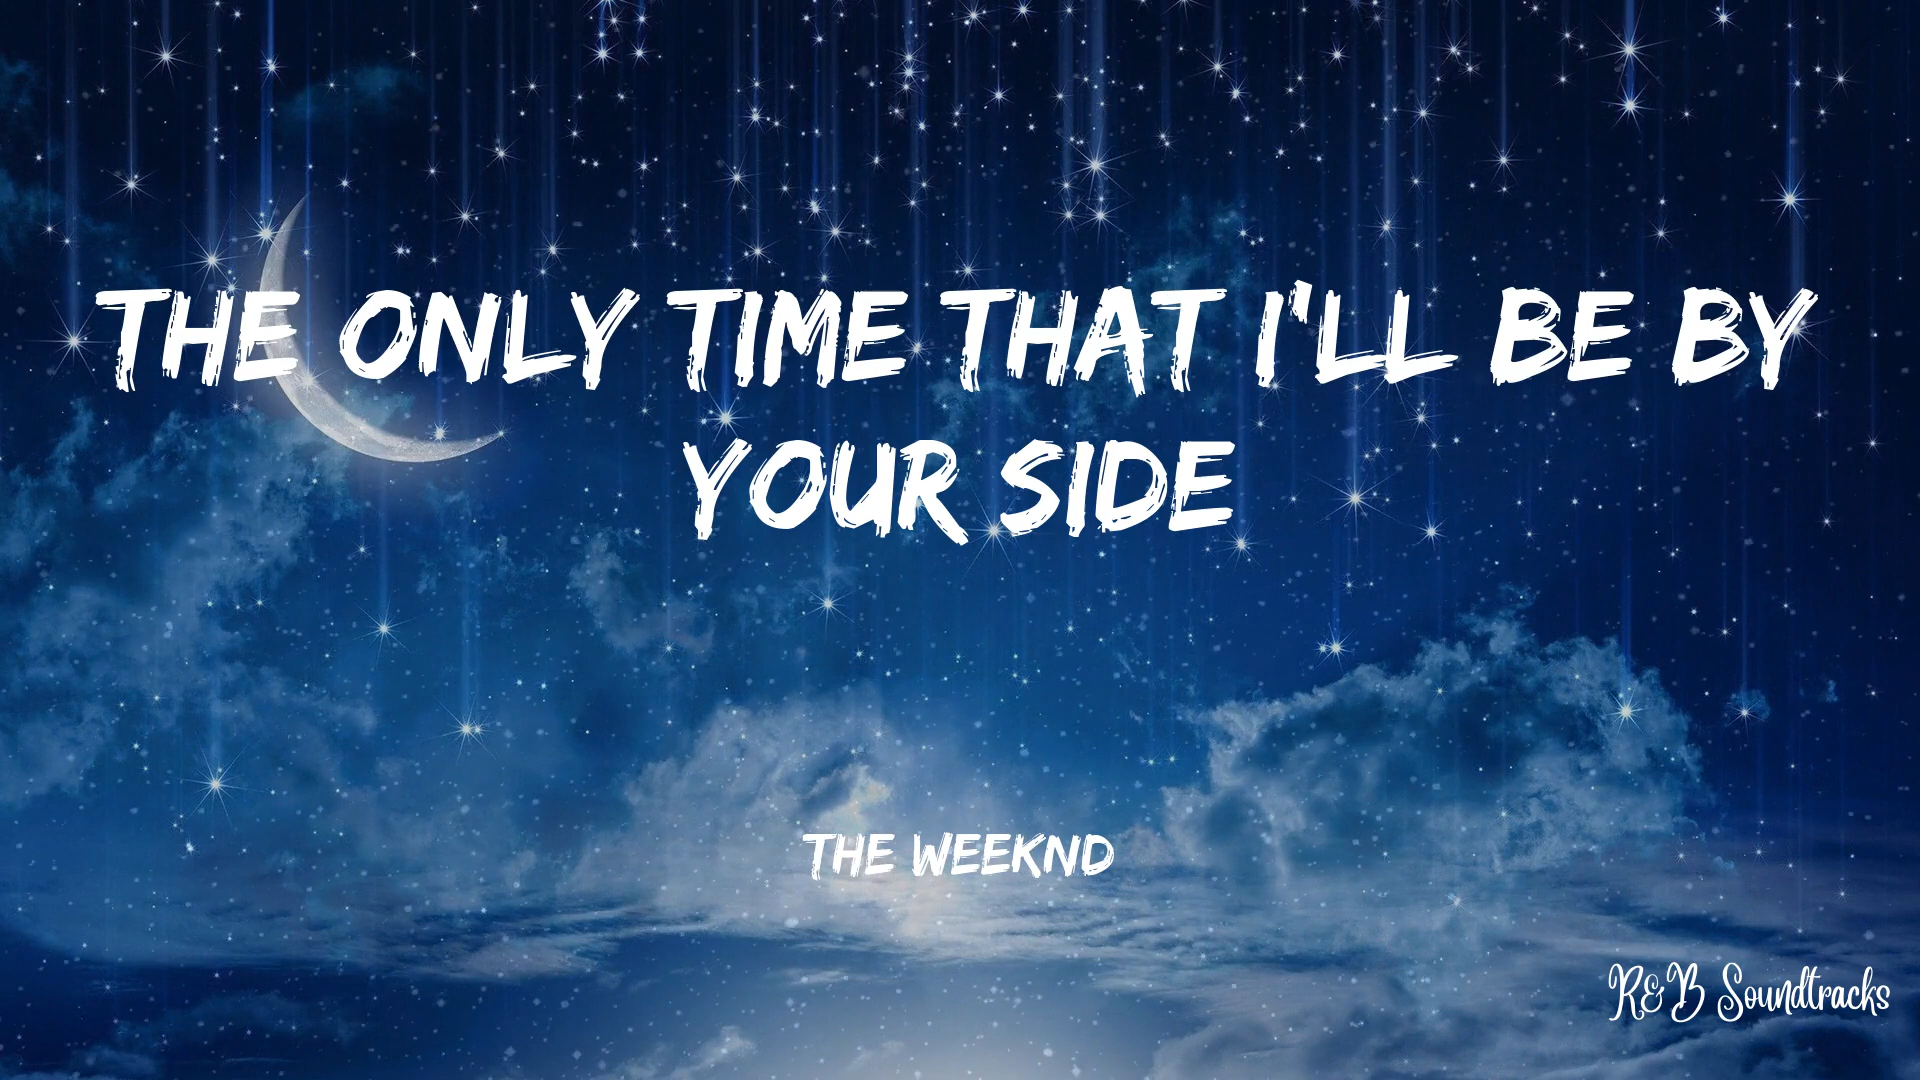 THE ONLY TIME THAT I'LL BE BY
YOUR SIDE
THE WEEKND
R&B Soundtracks